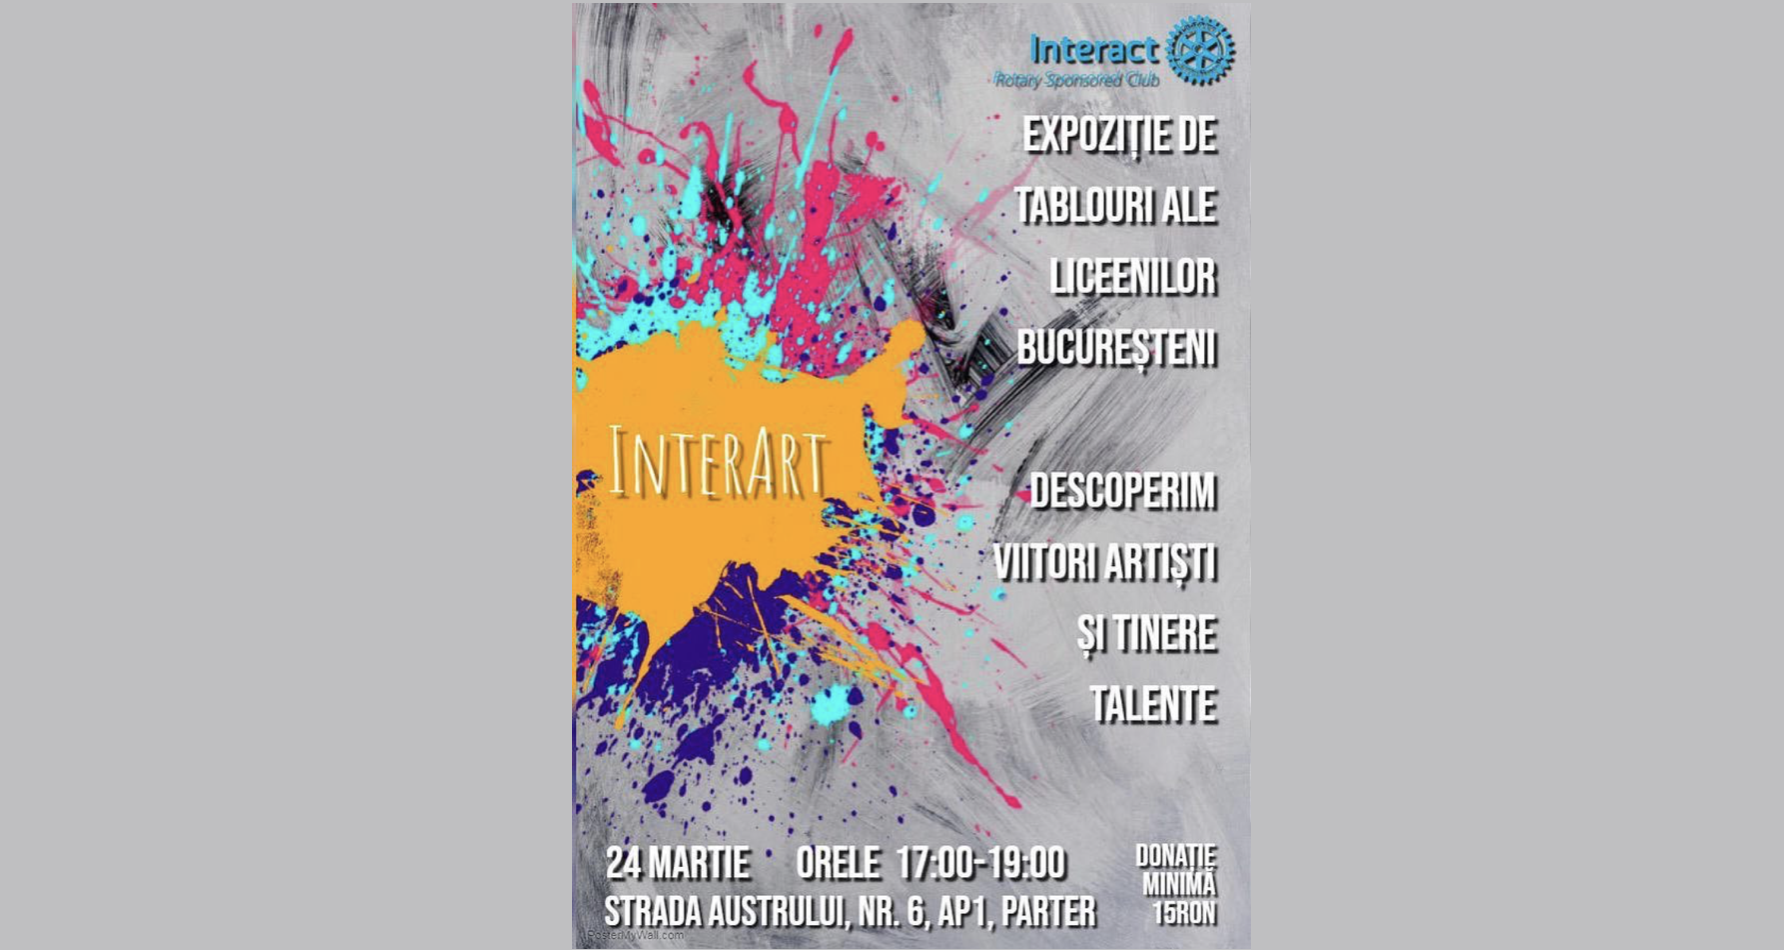 Interact
Rotary Sponsored Club
EXPOZIȚIE DE
TABLOURI ALE
LICEENILOR
BUCUREȘTENI
INTERART
DESCOPERIM
VIITORI ARTIȘTI
ȘI TINERE
TALENTE
24 MARTIE ORELE 17:00-19:00
STRADA AUSTRULUI, NR. 6, AP1, PARTER
DONAȚIE
MINIMĂ
15RON
PosterMyWall.com